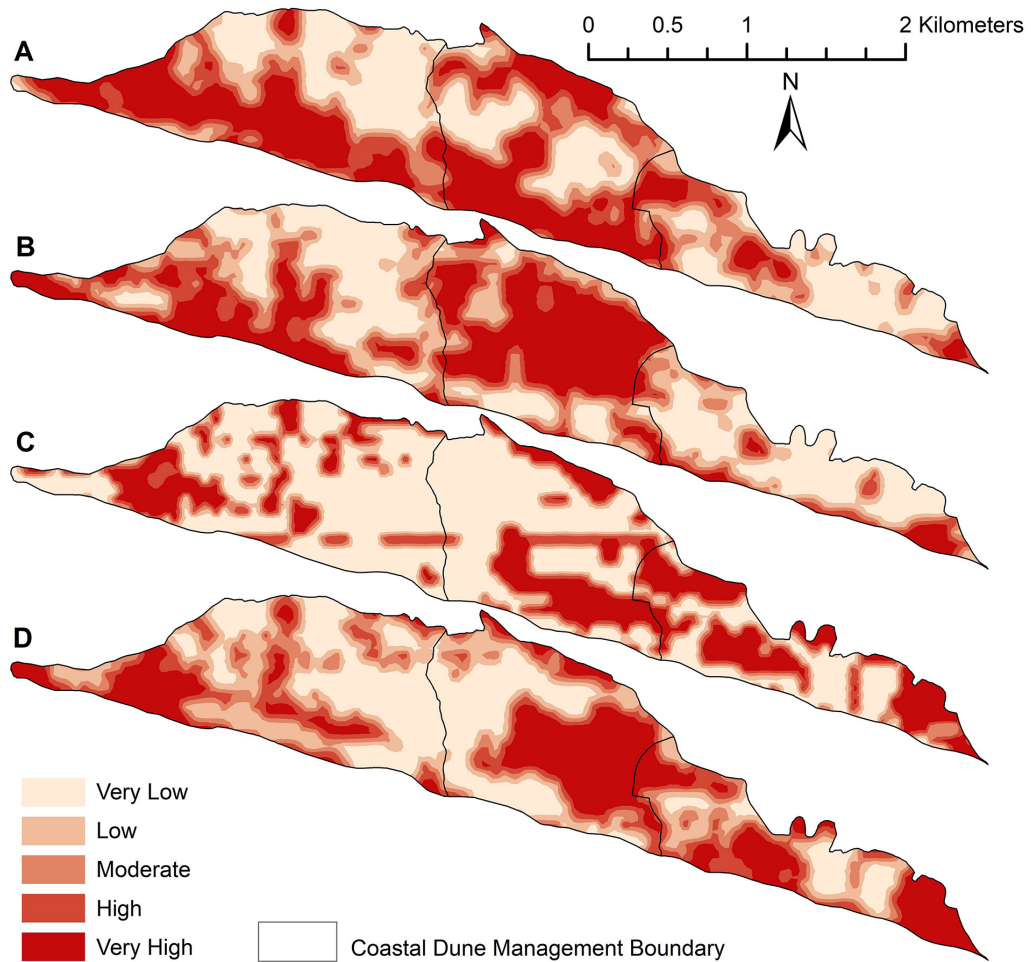 A
0 0.5 1 2 Kilometers
N
B
C
D
Very Low
Low
Moderate
High
Very High
Coastal Dune Management Boundary